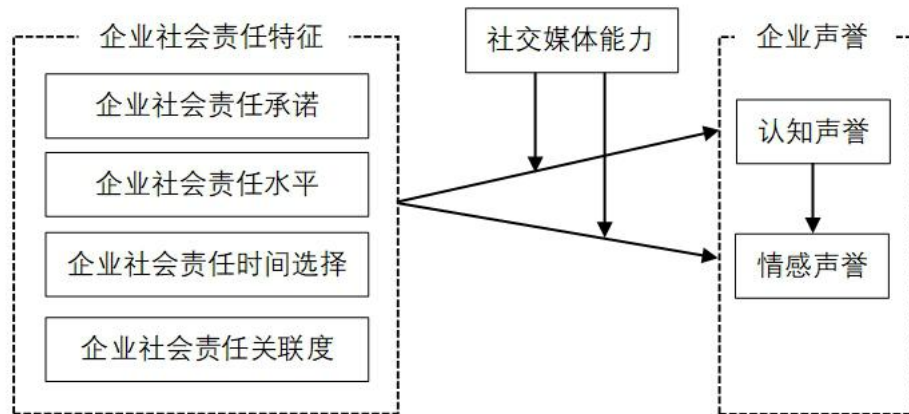 企业社会责任特征
社交媒体能力
企业声誉
企业社会责任承诺
企业社会责任水平
企业社会责任时间选择
企业社会责任关联度
认知声誉
情感声誉